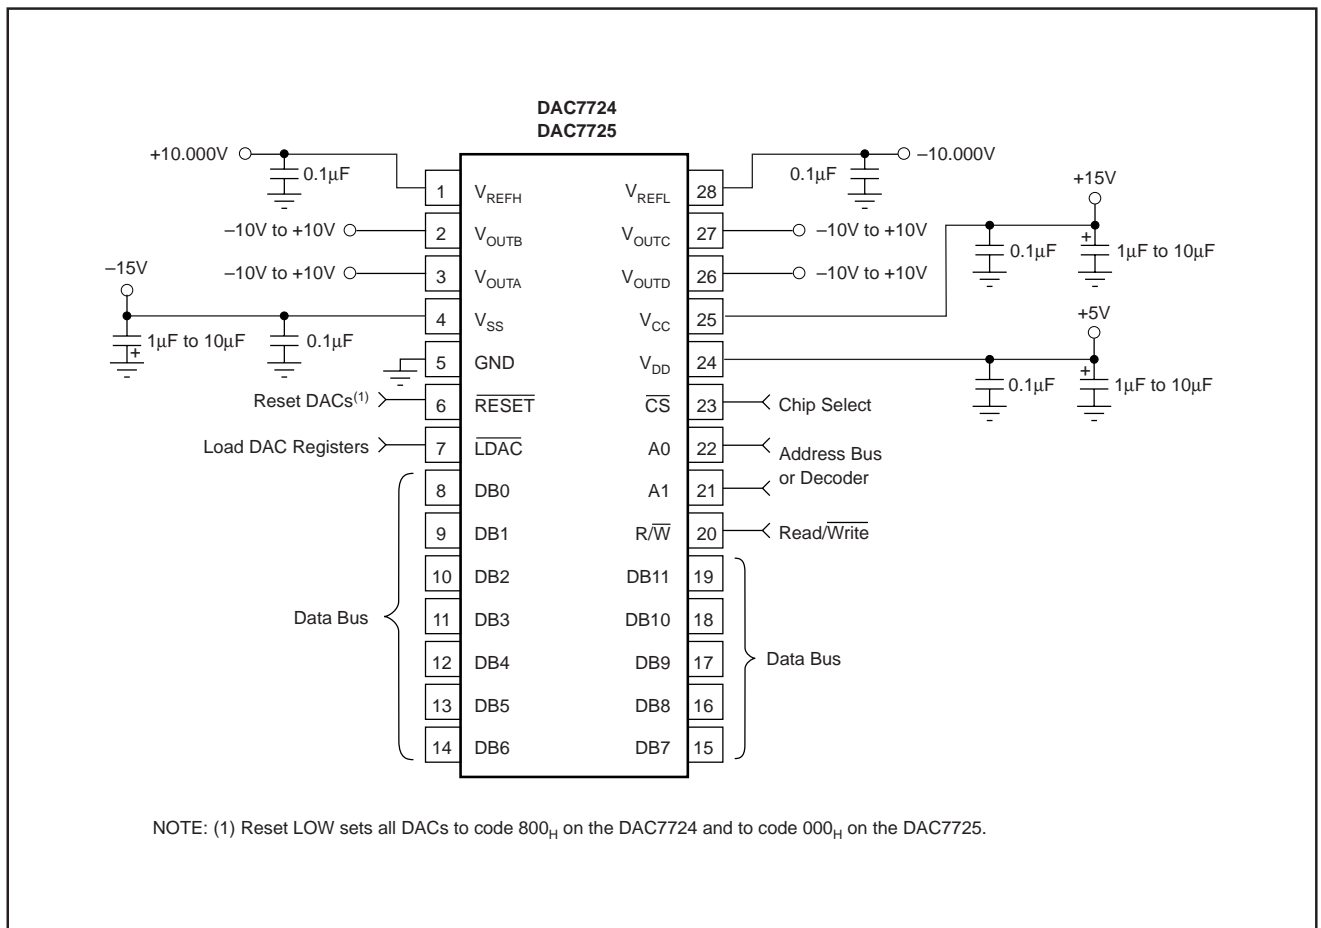 DAC7724
DAC7725
+10.000V
0.1µF
0.1µF
–10.000V
+15V
1 VREFH
VREFL 28
–10V to +10V
2 VOUTB
VOUTC 27
–10V to +10V
0.1µF
+
1µF to 10µF
–15V
–10V to +10V
3 VOUTA
VOUTD 26
–10V to +10V
+5V
4 VSS
VCC 25
1µF to 10µF
+
0.1µF
5 GND
VDD 24
0.1µF
+
1µF to 10µF
Reset DACs(1)
6 RESET
CS 23
Chip Select
Load DAC Registers
7 LDAC
A0 22
Address Bus
or Decoder
8 DB0
A1 21
9 DB1
R/W 20
Read/Write
10 DB2
DB11 19
Data Bus
11 DB3
DB10 18
12 DB4
DB9 17
Data Bus
13 DB5
DB8 16
14 DB6
DB7 15
NOTE: (1) Reset LOW sets all DACs to code 800H on the DAC7724 and to code 000H on the DAC7725.